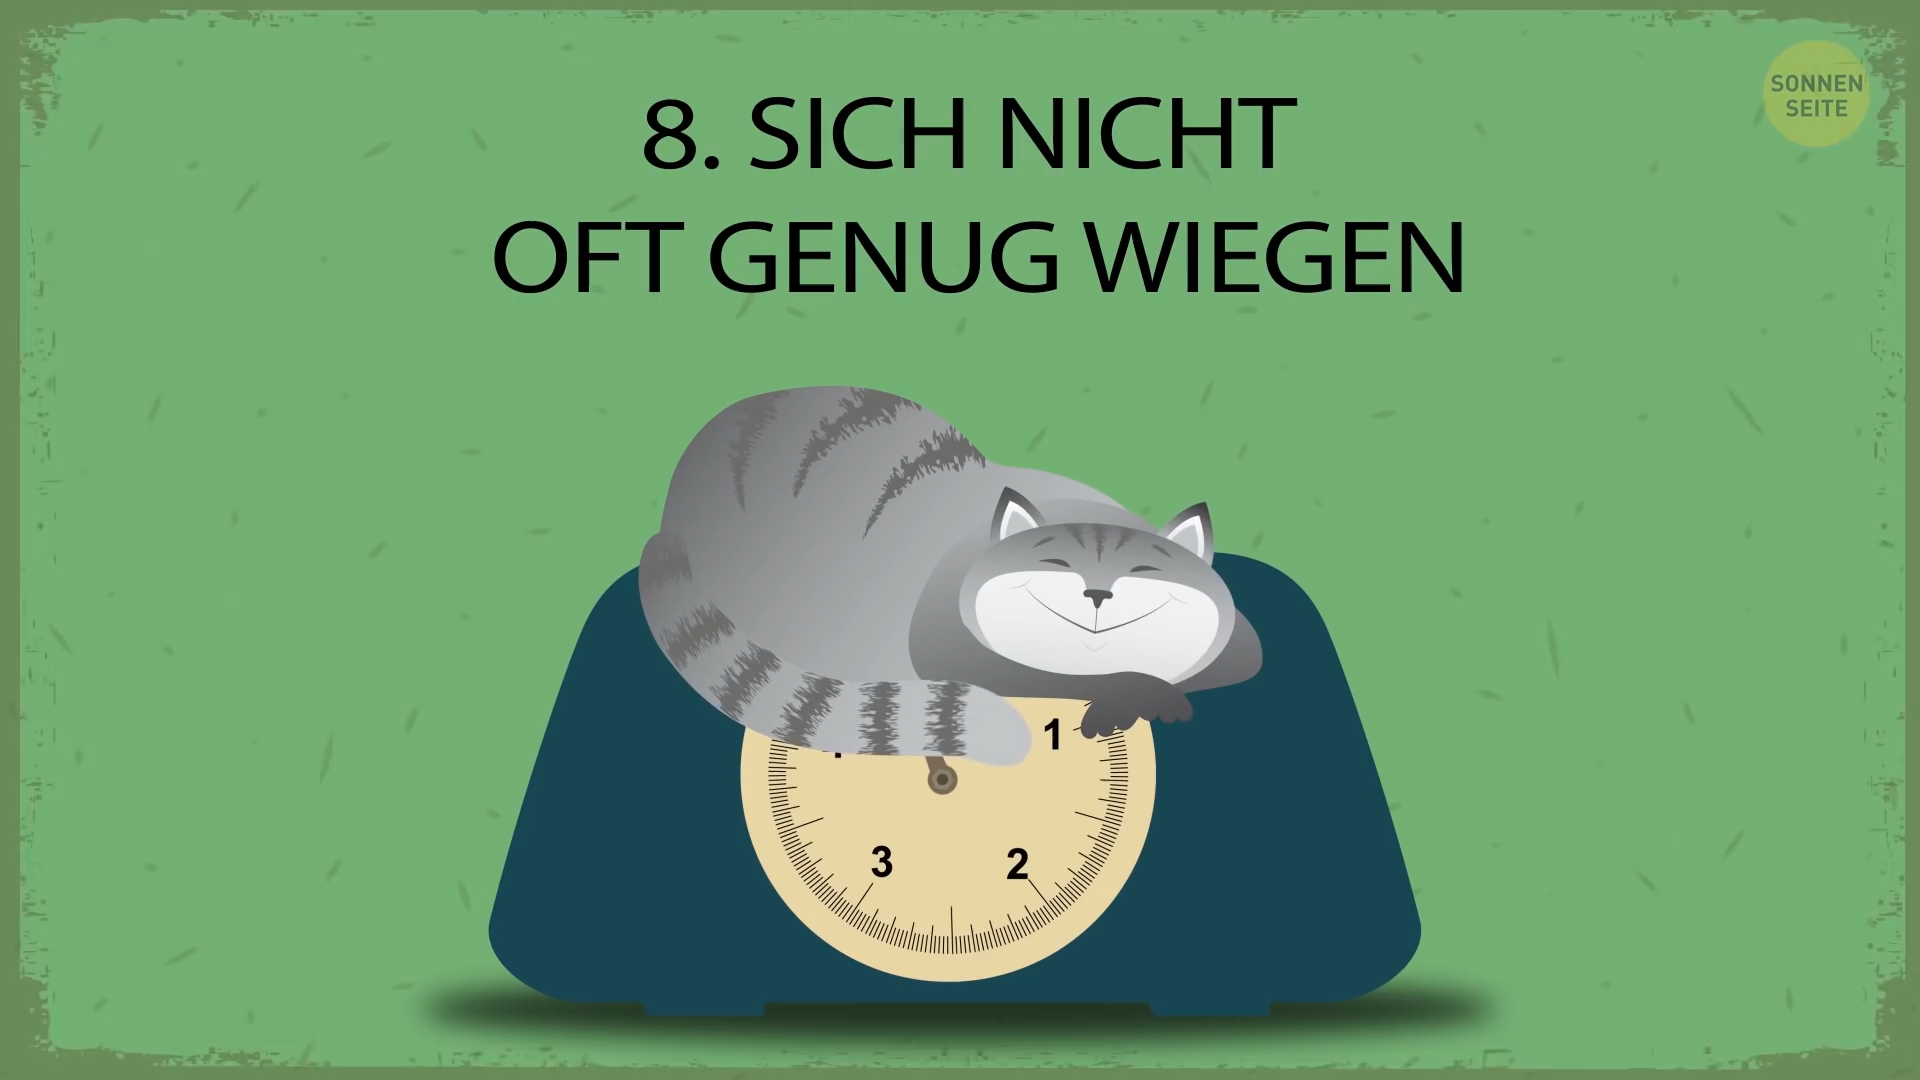 8. SICH NICHT
OFT GENUG WIEGEN
SONNEN
SEITE
1
3
2